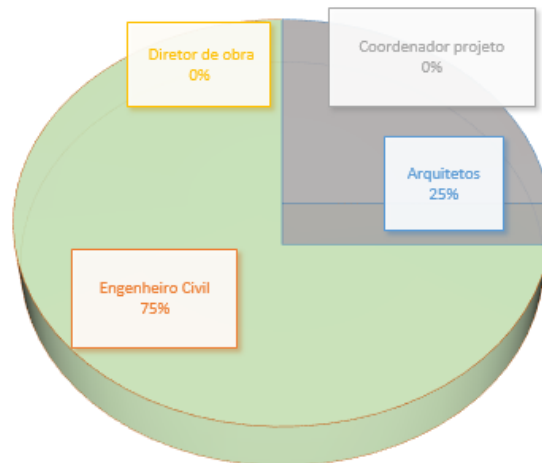 Diretor de obra
0%
Coordenador projeto
0%
Arquitetos
25%
Engenheiro Civil
75%